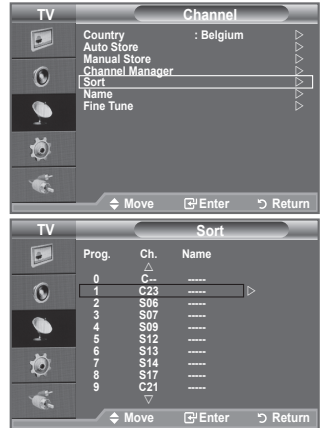 TV Channel
Country : Belgium ▷
Auto Store ▷
Manual Store ▷
Channel Manager ▷
Sort ▷
Name ▷
Fine Tune ▷
Move Enter Return
TV Sort
Prog. Ch. Name
△
0 C-- -----
1 C23 ----- ▷
2 S06 -----
3 S07 -----
4 S09 -----
5 S12 -----
6 S13 -----
7 S14 -----
8 S17 -----
9 C21 -----
▽
Move Enter Return